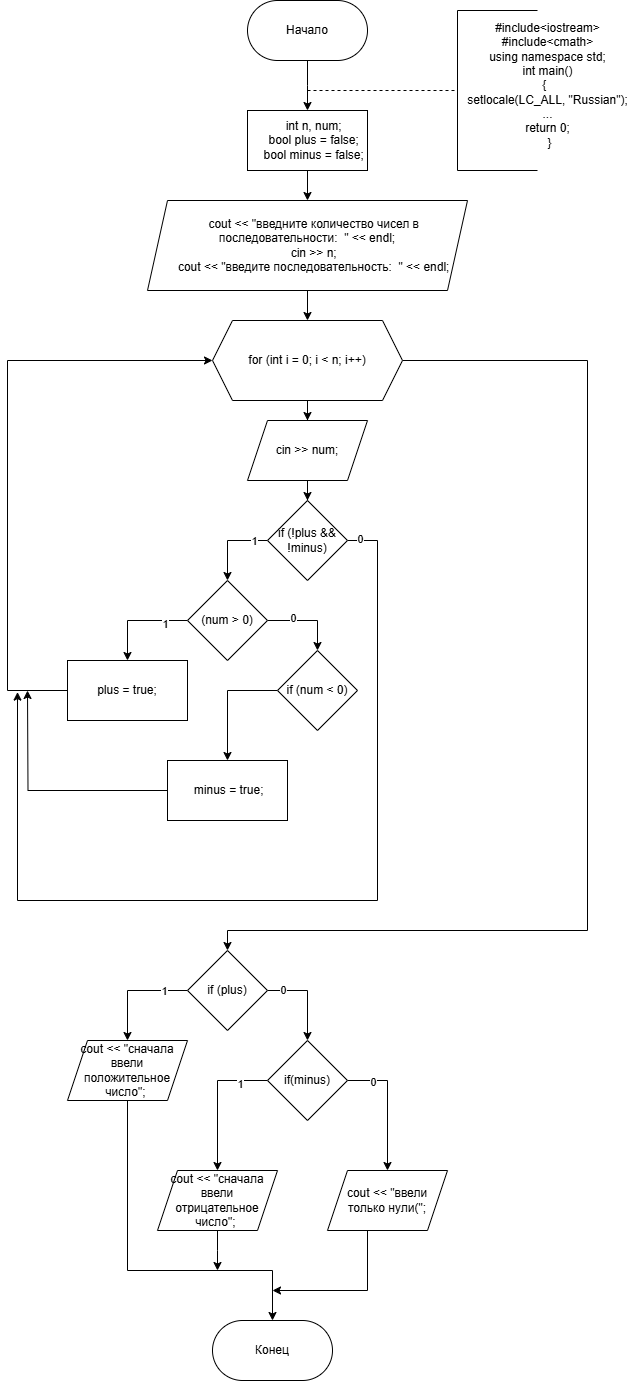 Начало
#include<iostream>
#include<cmath>
using namespace std;
int main()
{
setlocale(LC_ALL, "Russian");
...
return 0;
}
int n, num;
bool plus = false;
bool minus = false;
cout << "введните количество чисел в
последовательности:  " << endl;
cin >> n;
cout << "введите последовательность:  " << endl;
for (int i = 0; i < n; i++)
cin >> num;
if (!plus &&
!minus)
1
0
(num > 0)
1
0
plus = true;
if (num < 0)
minus = true;
if (plus)
1
0
cout << "сначала
ввели
положительное
число";
if(minus)
1
0
cout << "сначала
ввели
отрицательное
число";
cout << "ввели
только нули(";
Конец